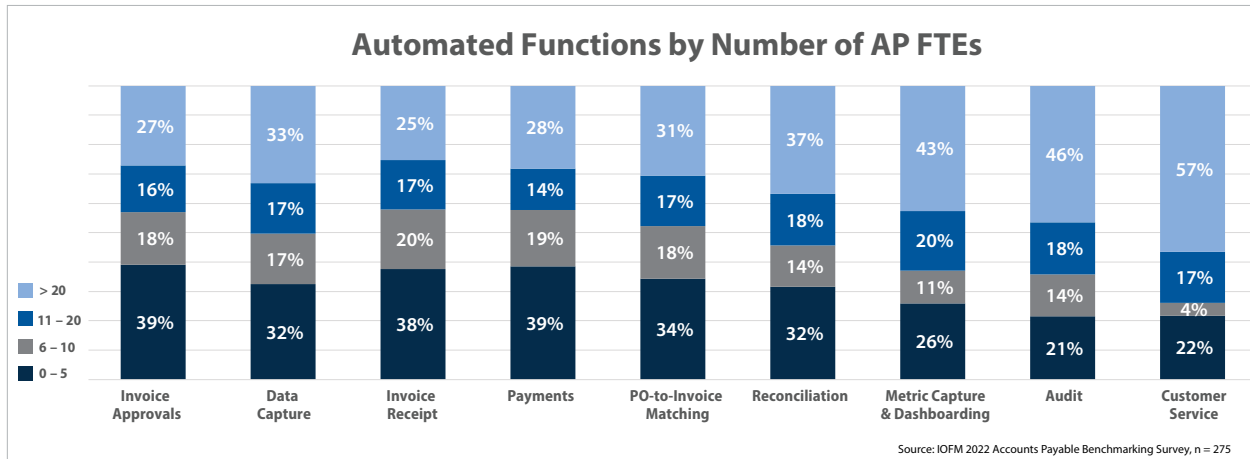 Automated Functions by Number of AP FTEs
27% 33% 25% 28% 31% 37% 43% 46% 57%
16% 17% 17% 14% 17% 18% 20% 18% 17%
18% 17% 20% 19% 18% 14% 11% 14% 4%
39% 32% 38% 39% 34% 32% 26% 21% 22%
> 20
11 – 20
6 – 10
0 – 5
Invoice Approvals
Data Capture
Invoice Receipt
Payments
PO-to-Invoice Matching
Reconciliation
Metric Capture & Dashboarding
Audit
Customer Service
Source: IOFM 2022 Accounts Payable Benchmarking Survey, n = 275